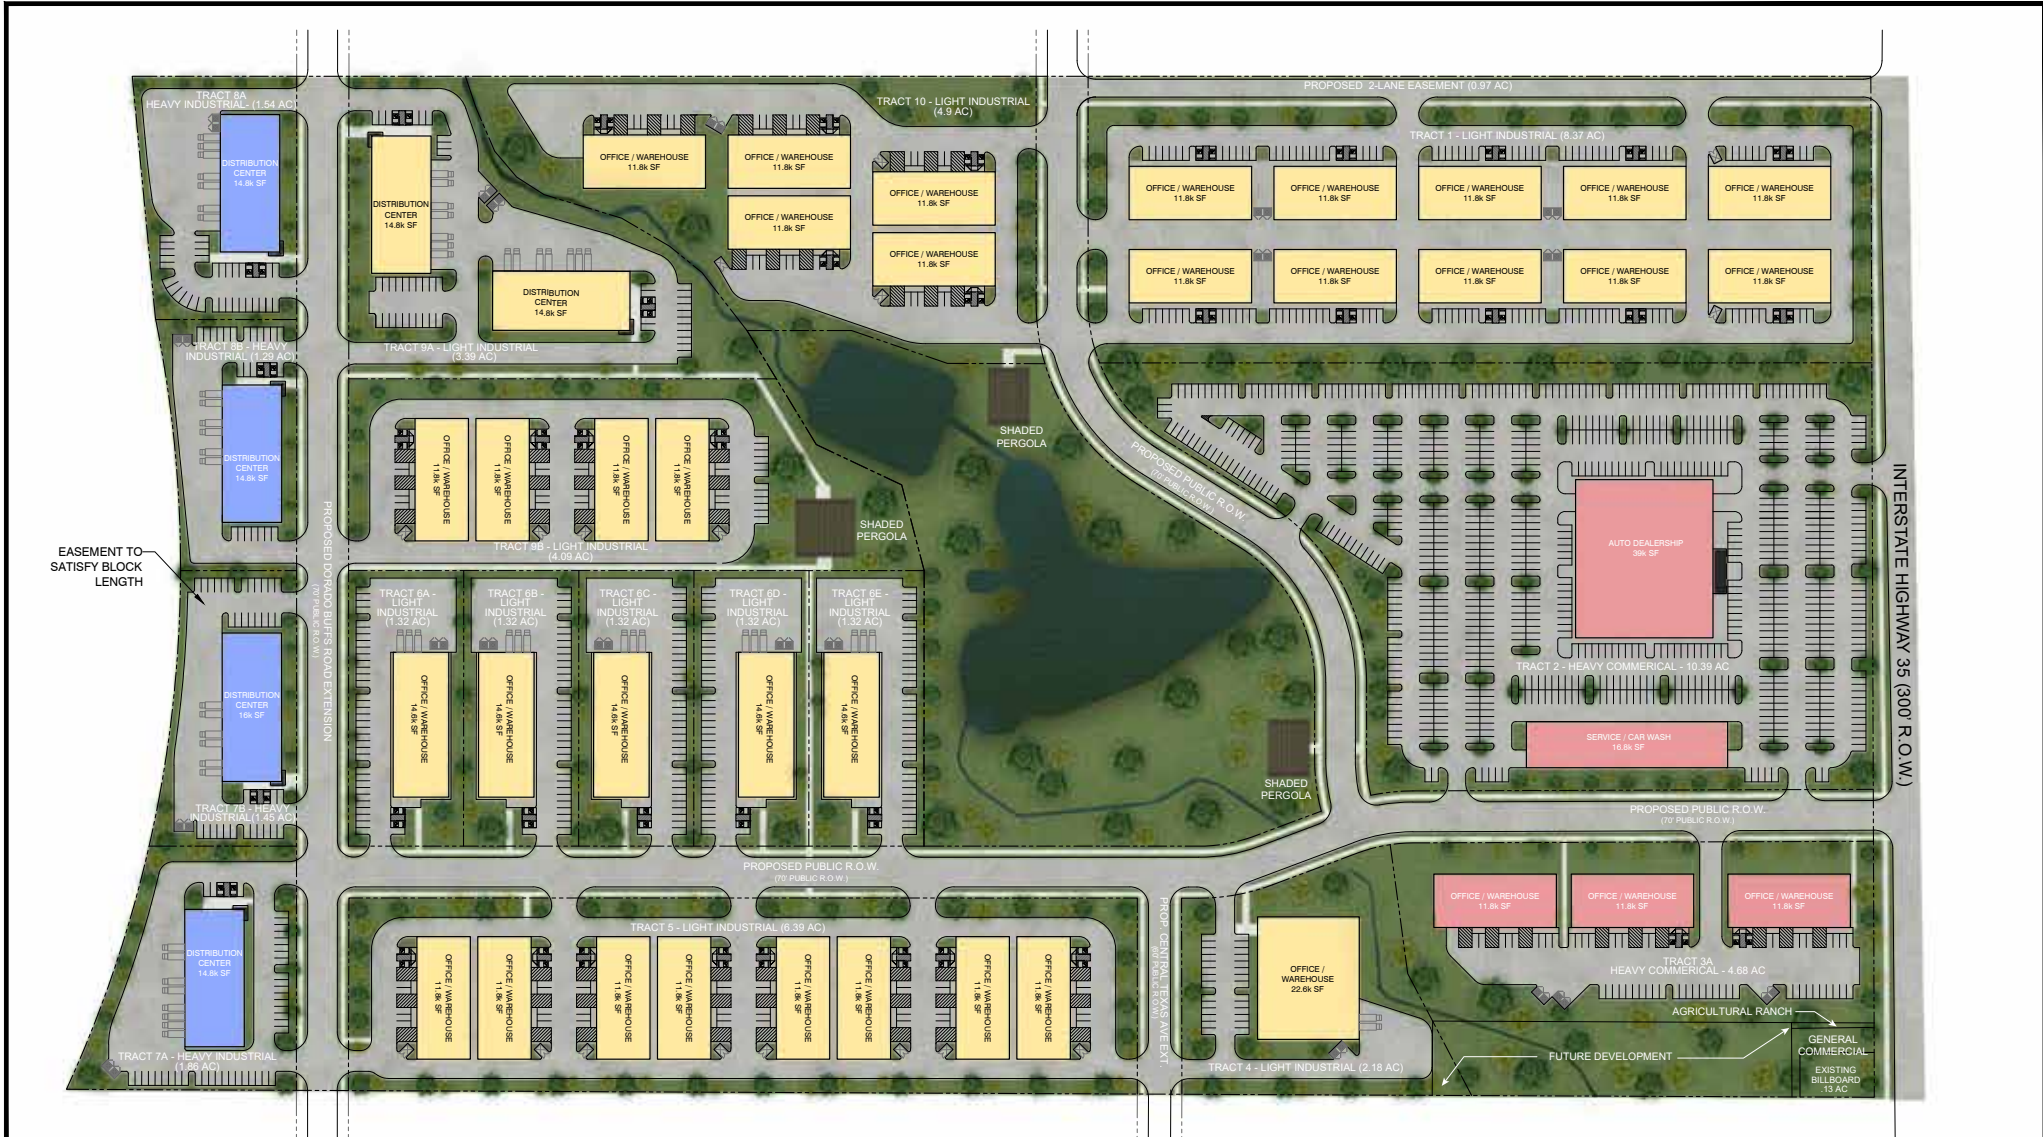 PROPOSED 2-LANE EASEMENT (0.97 AC)
TRACT 8A
HEAVY INDUSTRIAL- (1.54 AC)
DISTRIBUTION
CENTER
14.8k SF
DISTRIBUTION
CENTER
14.8k SF
DISTRIBUTION
CENTER
14.8k SF
TRACT 9A - LIGHT INDUSTRIAL
(3.39 AC)
TRACT 10 - LIGHT INDUSTRIAL
(4.9 AC)
OFFICE / WAREHOUSE
11.8k SF
OFFICE / WAREHOUSE
11.8k SF
OFFICE / WAREHOUSE
11.8k SF
OFFICE / WAREHOUSE
11.8k SF
OFFICE / WAREHOUSE
11.8k SF
TRACT 1 - LIGHT INDUSTRIAL (8.37 AC)
OFFICE / WAREHOUSE
11.8k SF
OFFICE / WAREHOUSE
11.8k SF
OFFICE / WAREHOUSE
11.8k SF
OFFICE / WAREHOUSE
11.8k SF
OFFICE / WAREHOUSE
11.8k SF
OFFICE / WAREHOUSE
11.8k SF
OFFICE / WAREHOUSE
11.8k SF
OFFICE / WAREHOUSE
11.8k SF
OFFICE / WAREHOUSE
11.8k SF
OFFICE / WAREHOUSE
11.8k SF
TRACT 8B - HEAVY
INDUSTRIAL (1.29 AC)
DISTRIBUTION
CENTER
14.8k SF
OFFICE / WAREHOUSE
11.8k SF
OFFICE / WAREHOUSE
11.8k SF
OFFICE / WAREHOUSE
11.8k SF
OFFICE / WAREHOUSE
11.8k SF
TRACT 9B - LIGHT INDUSTRIAL
(4.09 AC)
SHADED
PERGOLA
SHADED
PERGOLA
PROPOSED PUBLIC R.O.W.
(70' PUBLIC R.O.W.)
AUTO DEALERSHIP
39k SF
TRACT 2 - HEAVY COMMERICAL - 10.39 AC
SERVICE / CAR WASH
16.8k SF
INTERSTATE HIGHWAY 35 (300' R.O.W.)
EASEMENT TO
SATISFY BLOCK
LENGTH
PROPOSED DORADO BUFFS ROAD EXTENSION
(70' PUBLIC R.O.W.)
TRACT 6A -
LIGHT
INDUSTRIAL
(1.32 AC)
TRACT 6B -
LIGHT
INDUSTRIAL
(1.32 AC)
TRACT 6C -
LIGHT
INDUSTRIAL
(1.32 AC)
TRACT 6D -
LIGHT
INDUSTRIAL
(1.32 AC)
TRACT 6E -
LIGHT
INDUSTRIAL
(1.32 AC)
OFFICE / WAREHOUSE
14.6k SF
OFFICE / WAREHOUSE
14.6k SF
OFFICE / WAREHOUSE
14.6k SF
OFFICE / WAREHOUSE
14.6k SF
OFFICE / WAREHOUSE
14.6k SF
DISTRIBUTION
CENTER
16k SF
TRACT 7B - HEAVY
INDUSTRIAL(1.45 AC)
SHADED
PERGOLA
PROPOSED PUBLIC R.O.W.
(70' PUBLIC R.O.W.)
PROPOSED PUBLIC R.O.W.
(70' PUBLIC R.O.W.)
DISTRIBUTION
CENTER
14.8k SF
TRACT 7A - HEAVY INDUSTRIAL
(1.86 AC)
TRACT 5 - LIGHT INDUSTRIAL (6.39 AC)
OFFICE / WAREHOUSE
11.8k SF
OFFICE / WAREHOUSE
11.8k SF
OFFICE / WAREHOUSE
11.8k SF
OFFICE / WAREHOUSE
11.8k SF
OFFICE / WAREHOUSE
11.8k SF
OFFICE / WAREHOUSE
11.8k SF
OFFICE / WAREHOUSE
11.8k SF
OFFICE / WAREHOUSE
11.8k SF
PROP. CENTRAL TEXAS AVE EXT.
(60' PUBLIC R.O.W.)
OFFICE /
WAREHOUSE
22.6k SF
TRACT 4 - LIGHT INDUSTRIAL (2.18 AC)
OFFICE / WAREHOUSE
11.8k SF
OFFICE / WAREHOUSE
11.8k SF
OFFICE / WAREHOUSE
11.8k SF
TRACT 3A
HEAVY COMMERICAL - 4.68 AC
AGRICULTURAL RANCH
FUTURE DEVELOPMENT
GENERAL
COMMERCIAL
EXISTING
BILLBOARD
.13 AC